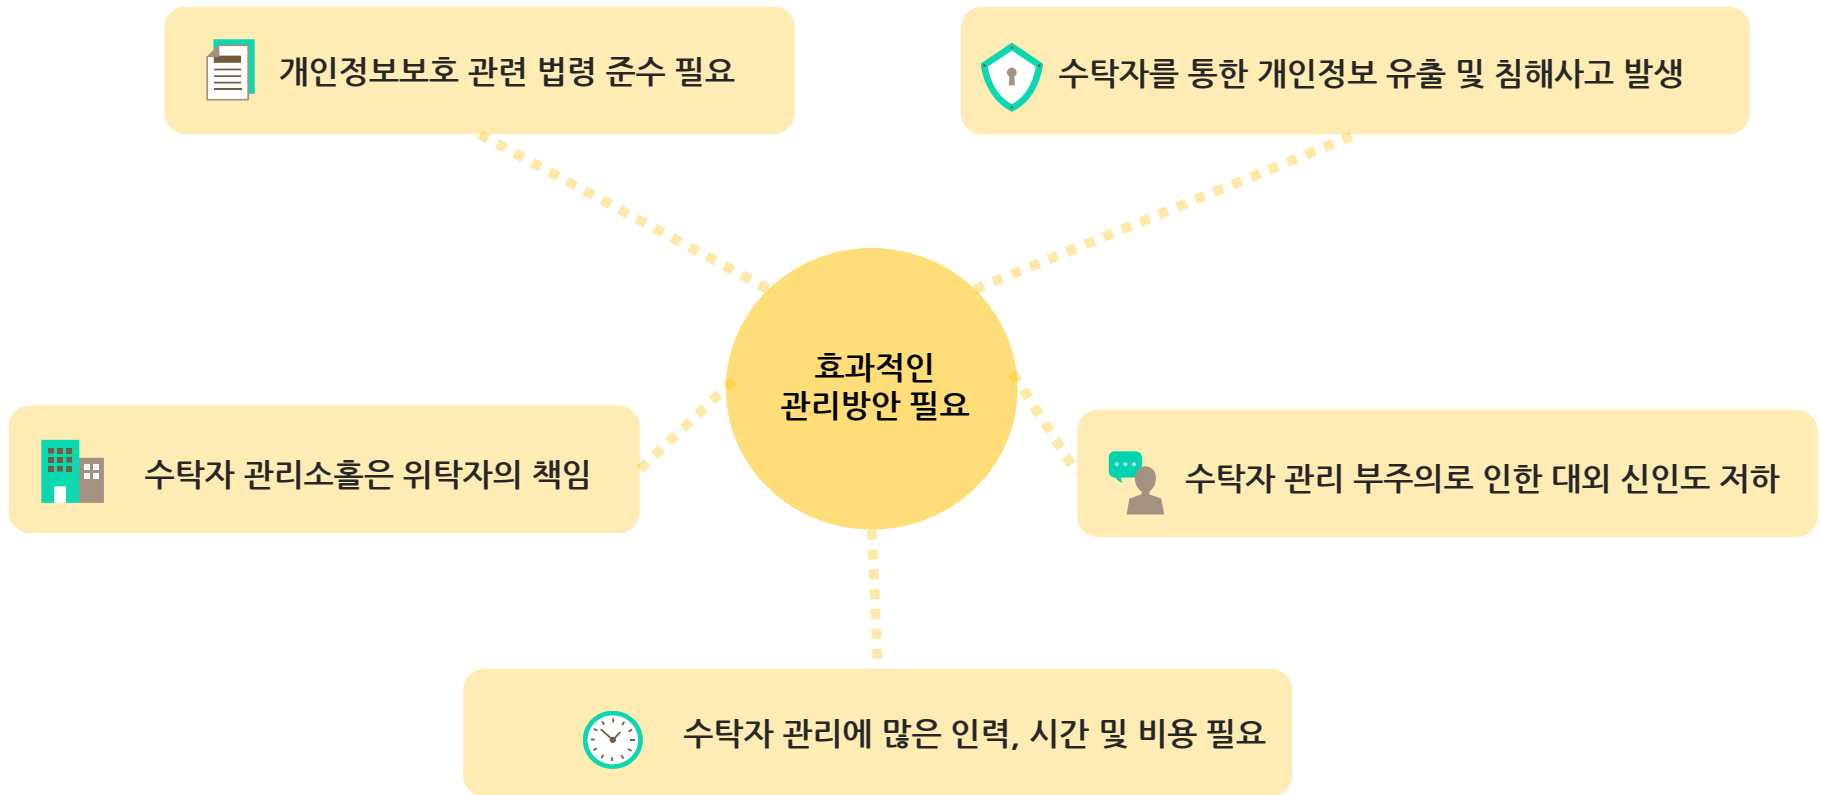 개인정보보호 관련 법령 준수 필요
수탁자를 통한 개인정보 유출 및 침해사고 발생
효과적인
관리방안 필요
수탁자 관리소홀은 위탁자의 책임
수탁자 관리 부주의로 인한 대외 신인도 저하
수탁자 관리에 많은 인력, 시간 및 비용 필요